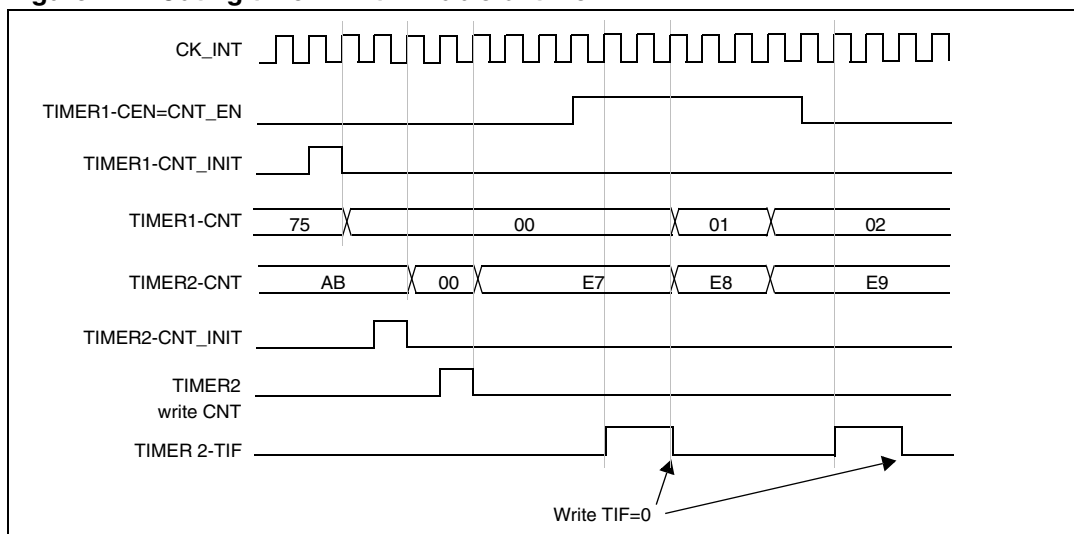 CK_INT
TIMER1-CEN=CNT_EN
TIMER1-CNT_INIT
TIMER1-CNT 75 00 01 02
TIMER2-CNT AB 00 E7 E8 E9
TIMER2-CNT_INIT
TIMER2
write CNT
TIMER 2-TIF
Write TIF=0